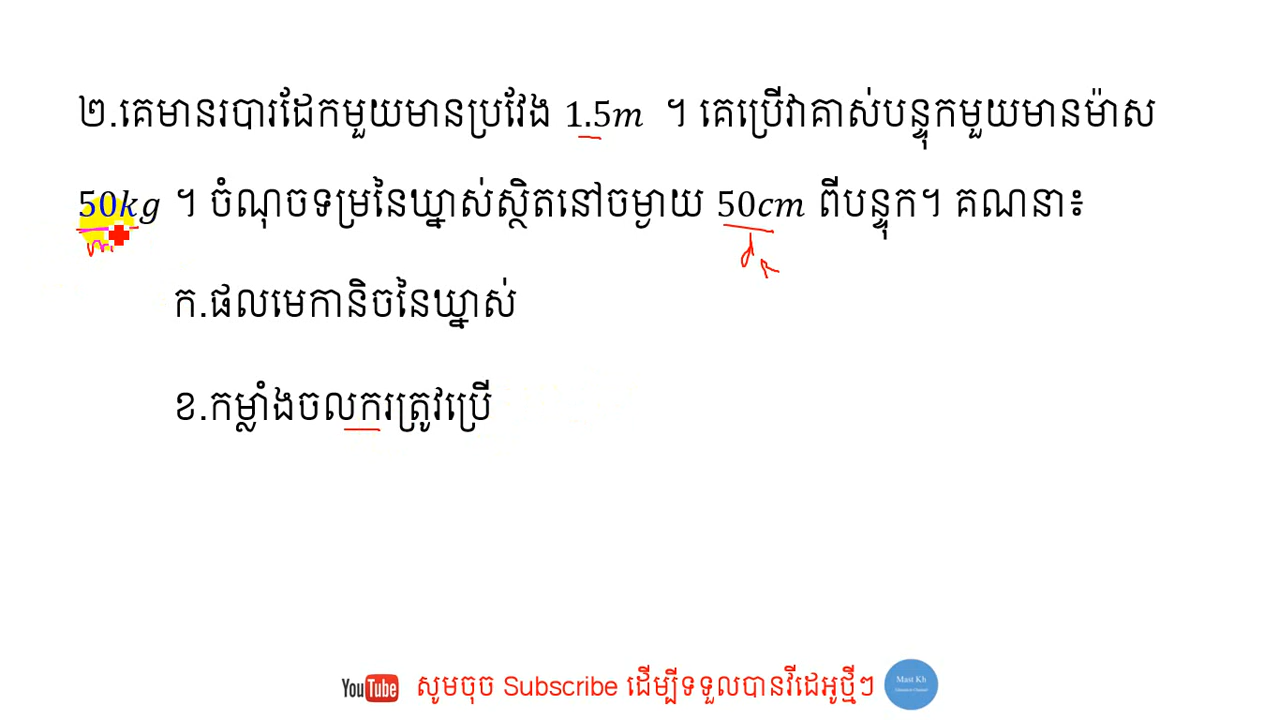 ២.គេមានរបារដែកមួយមានប្រវែង 1.5m ។ គេប្រើវាគាស់បន្ទុកមួយមានម៉ាស
50kg ។ ចំណុចទម្រនៃឃ្នាស់ស្ថិតនៅចម្ងាយ 50cm ពីបន្ទុក។ គណនា៖
m
d_R
ក.ផលមេកានិចនៃឃ្នាស់
ខ.កម្លាំងចលករត្រូវប្រើ
YouTube សូមចុច Subscribe ដើម្បីទទួលបានវីដេអូថ្មីៗ
Mast Kh